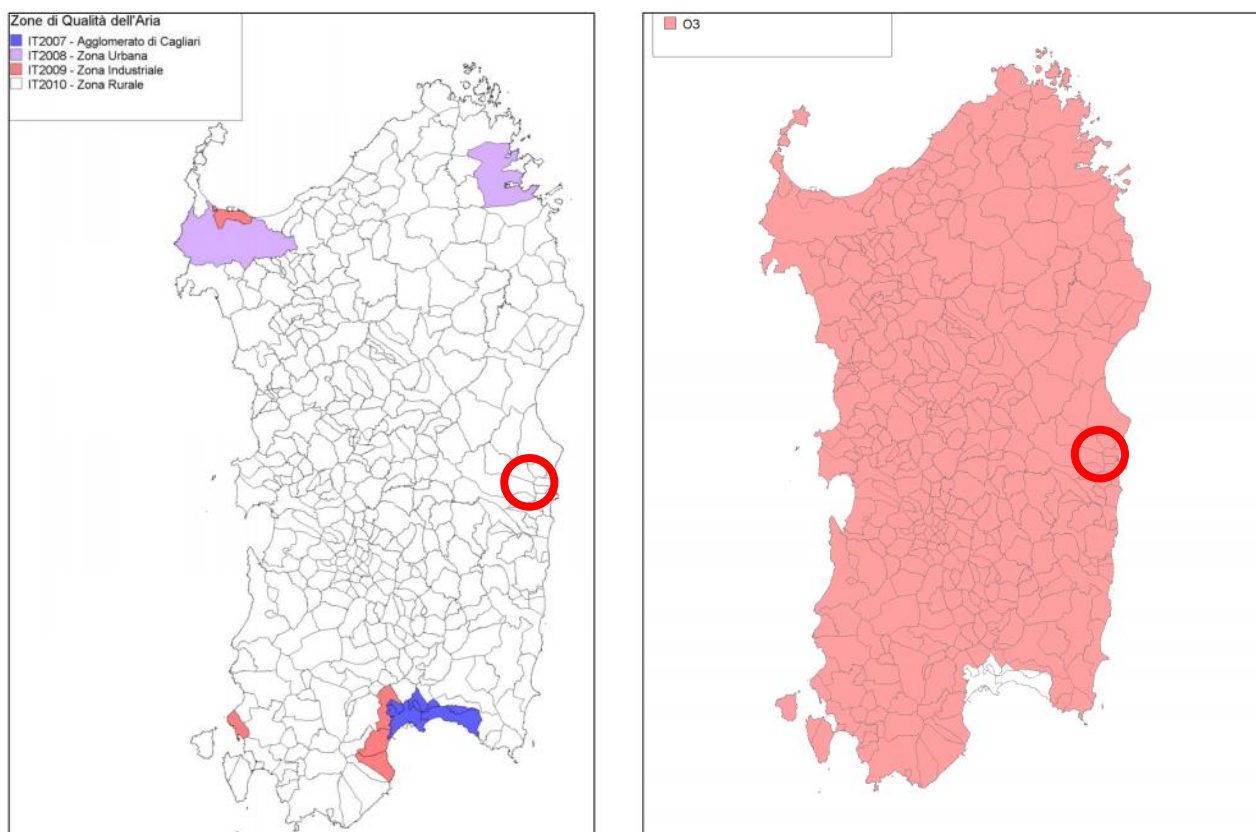 Zone di Qualità dell'Aria
IT2007 - Agglomerato di Cagliari
IT2008 - Zona Urbana
IT2009 - Zona Industriale
IT2010 - Zona Rurale
O3